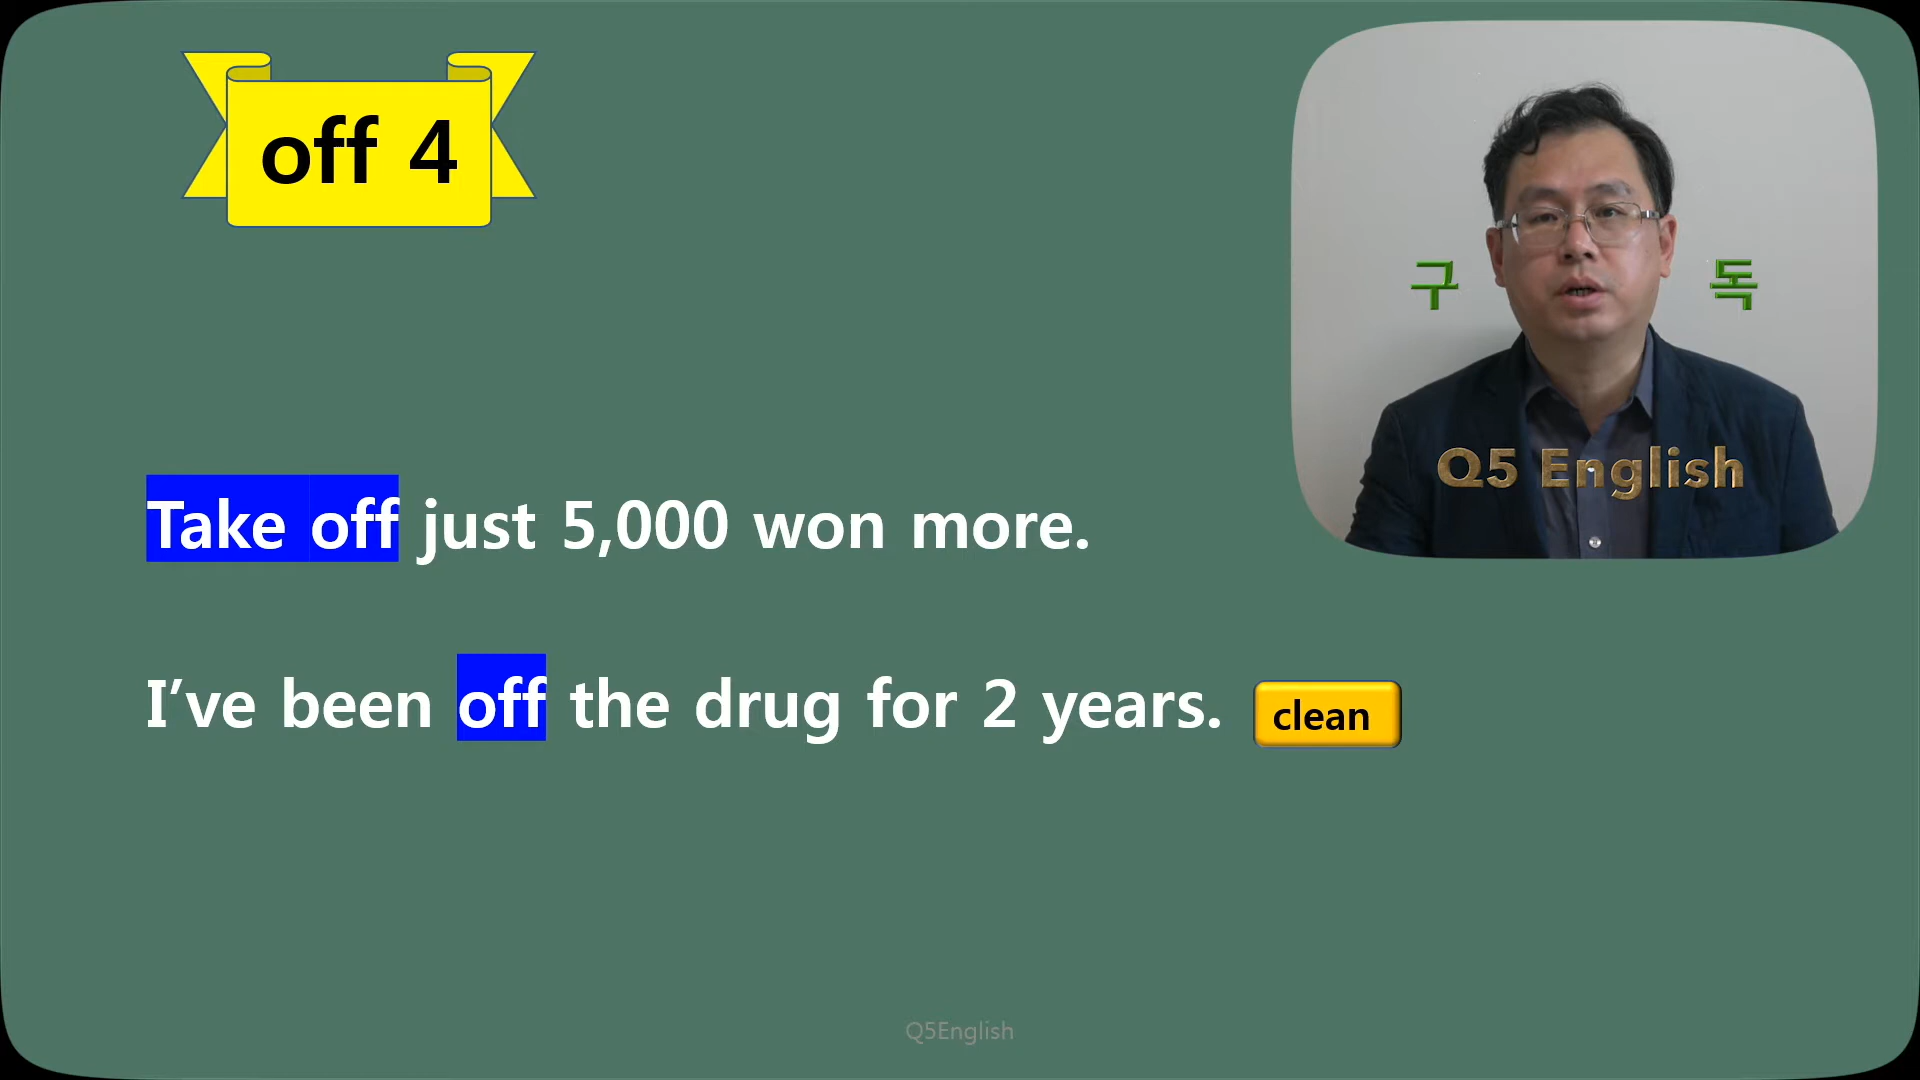 off 4
구 독
Q5 English
Take off just 5,000 won more.
I’ve been off the drug for 2 years.
clean
Q5English